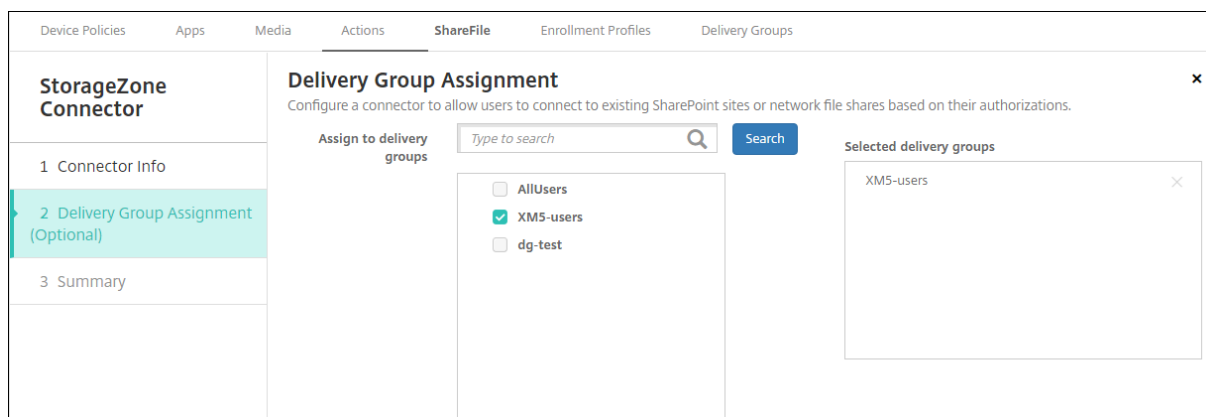 Device Policies Apps Media Actions ShareFile Enrollment Profiles Delivery Groups
StorageZone
Connector
1 Connector Info
2 Delivery Group Assignment
(Optional)
3 Summary
Delivery Group Assignment
Configure a connector to allow users to connect to existing SharePoint sites or network file shares based on their authorizations.
Assign to delivery
groups
Type to search
Search
AllUsers
XM5-users
dg-test
Selected delivery groups
XM5-users